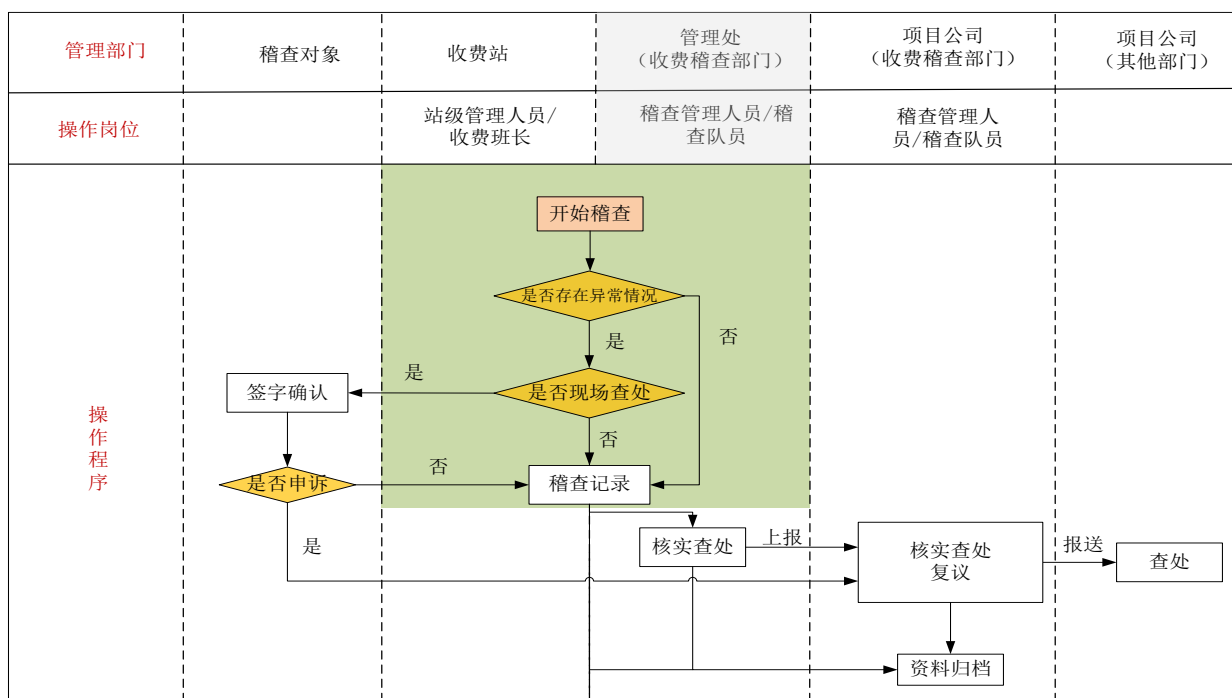 管理部门
稽查对象
收费站
管理处
（收费稽查部门）
项目公司
（收费稽查部门）
项目公司
（其他部门）
操作岗位
站级管理人员/
收费班长
稽查管理人员/稽
查队员
稽查管理人
员/稽查队员
操
作
程
序
开始稽查
是否存在异常情况
是
否
是否现场查处
是
签字确认
否
是否申诉
否
稽查记录
是
核实查处
上报
核实查处
复议
报送
查处
资料归档